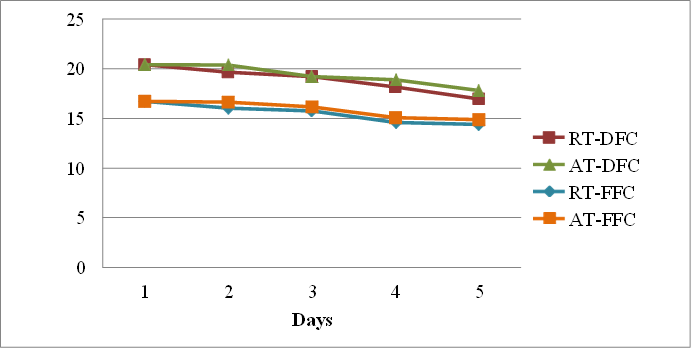 25
20
15
10
5
0
1 2 3 4 5
Days
RT-DFC
AT-DFC
RT-FFC
AT-FFC